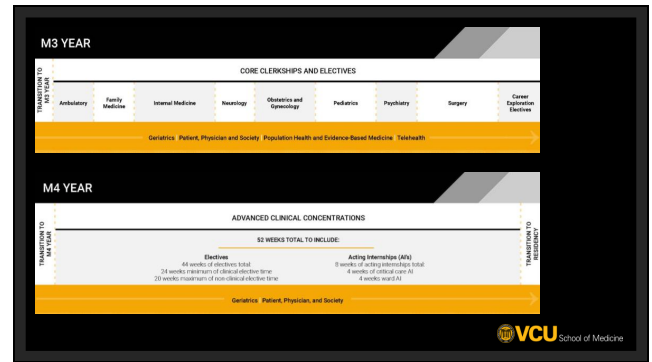 M3 YEAR
TRANSITION TO
M3 YEAR
CORE CLERKSHIPS AND ELECTIVES
Ambulatory
Family
Medicine
Internal Medicine
Neurology
Obstetrics and
Gynecology
Pediatrics
Psychiatry
Surgery
Career
Exploration
Electives
Geriatrics | Patient, Physician and Society | Population Health and Evidence-Based Medicine | Telehealth
M4 YEAR
TRANSITION TO
M4 YEAR
ADVANCED CLINICAL CONCENTRATIONS
52 WEEKS TOTAL TO INCLUDE:
Electives
44 weeks of electives total:
24 weeks minimum of clinical elective time
20 weeks maximum of non-clinical elective time
Acting Internships (AI's)
8 weeks of acting internships total:
4 weeks of critical care AI
4 weeks ward AI
TRANSITION TO
RESIDENCY
Geriatrics | Patient, Physician, and Society
VCU School of Medicine